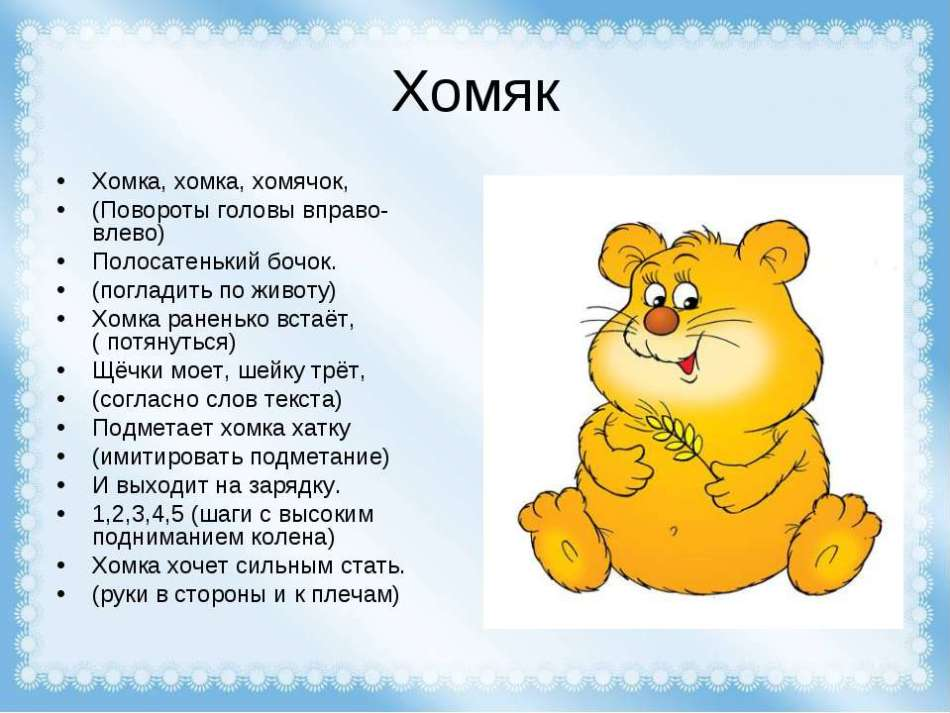 Хомяк
• Хомка, хомка, хомячок,
• (Повороты головы вправо-
влево)
• Полосатенький бочок.
• (погладить по животу)
• Хомка раненько встаёт,
( потянуться)
• Щёчки моет, шейку трёт,
• (согласно слов текста)
• Подметает хомка хатку
• (имитировать подметание)
• И выходит на зарядку.
• 1,2,3,4,5 (шаги с высоким
подниманием колена)
• Хомка хочет сильным стать.
• (руки в стороны и к плечам)